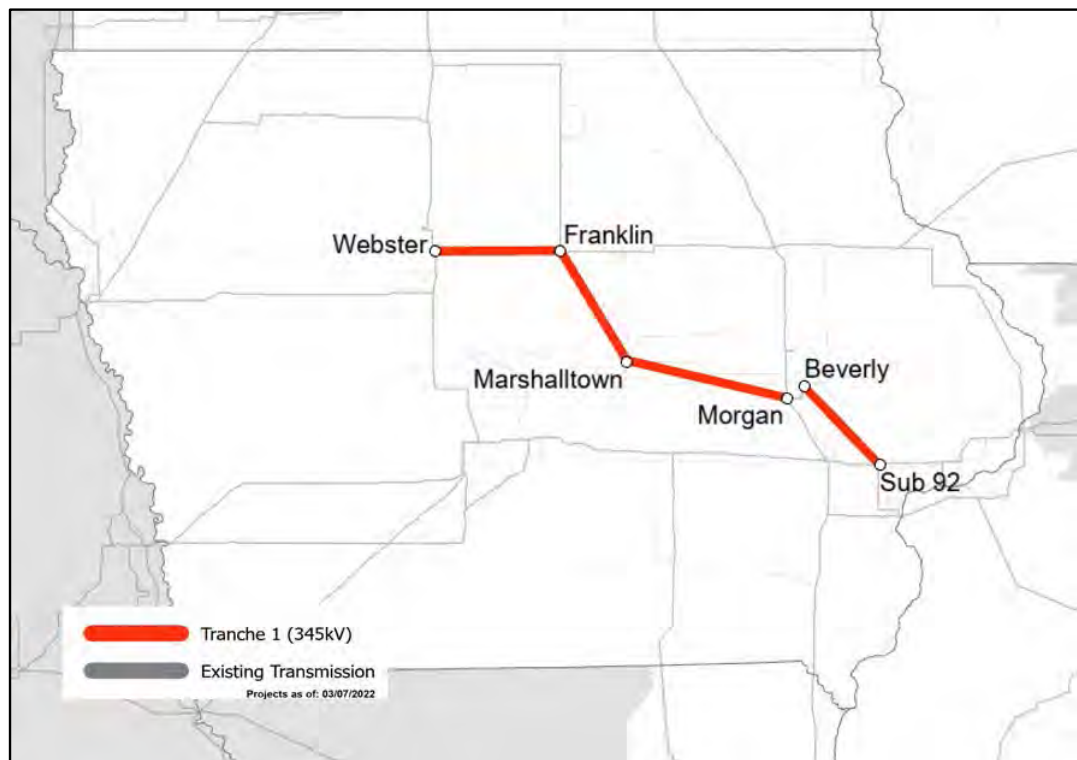 Webster
Franklin
Marshalltown
Beverly
Morgan
Sub 92
Tranche 1 (345kV)
Existing Transmission
Projects as of: 03/07/2022